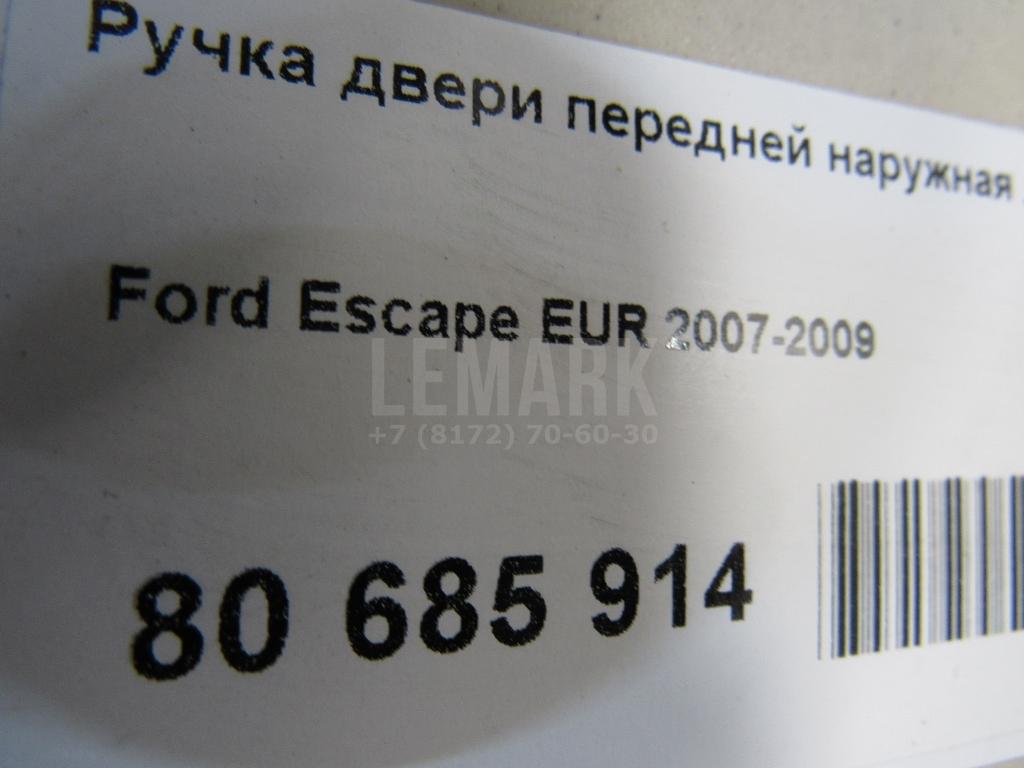 Ручка двери передней наружная
Ford Escape EUR 2007-2009
LEMARK
+7 (8172) 70-60-30
80 685 914